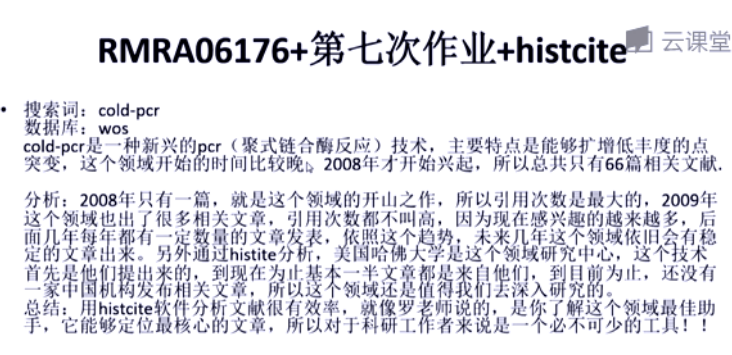 RMRA06176+第七次作业+histcite
云课堂
• 搜索词：cold-pcr
数据库：wos
cold-pcr是一种新兴的pcr（聚式链合酶反应）技术，主要特点是能够扩增低丰度的点
突变，这个领域开始的时间比较晚。2008年才开始兴起，所以总共只有66篇相关文献.
分析：2008年只有一篇，就是这个领域的开山之作，所以引用次数是最大的，2009年
这个领域也出了很多相关文章，引用次数都不叫高，因为现在感兴趣的越来越多，后
面几年每年都有一定数量的文章发表，依照这个趋势，未来几年这个领域依旧会有稳
定的文章出来。另外通过histite分析，美国哈佛大学是这个领域研究中心，这个技术
首先是他们提出来的，到现在为止基本一半文章都是来自他们，到目前为止，还没有
一家中国机构发布相关文章，所以这个领域还是值得我们去深入研究的。
总结：用histcite软件分析文献很有效率，就像罗老师说的，是你了解这个领域最佳助
手，它能够定位最核心的文章，所以对于科研工作者来说是一个必不可少的工具！！